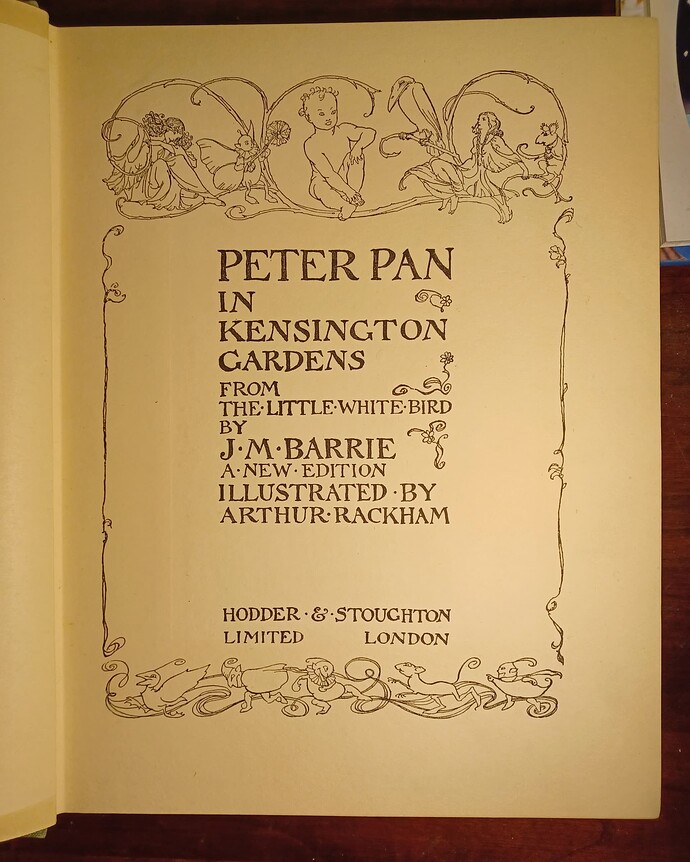 PETER PAN
IN
KENSINGTON
GARDENS
FROM
THE·LITTLE·WHITE·BIRD
BY
J·M·BARRIE
A·NEW·EDITION
ILLUSTRATED·BY
ARTHUR·RACKHAM
HODDER·&·STOUGHTON
LIMITED LONDON